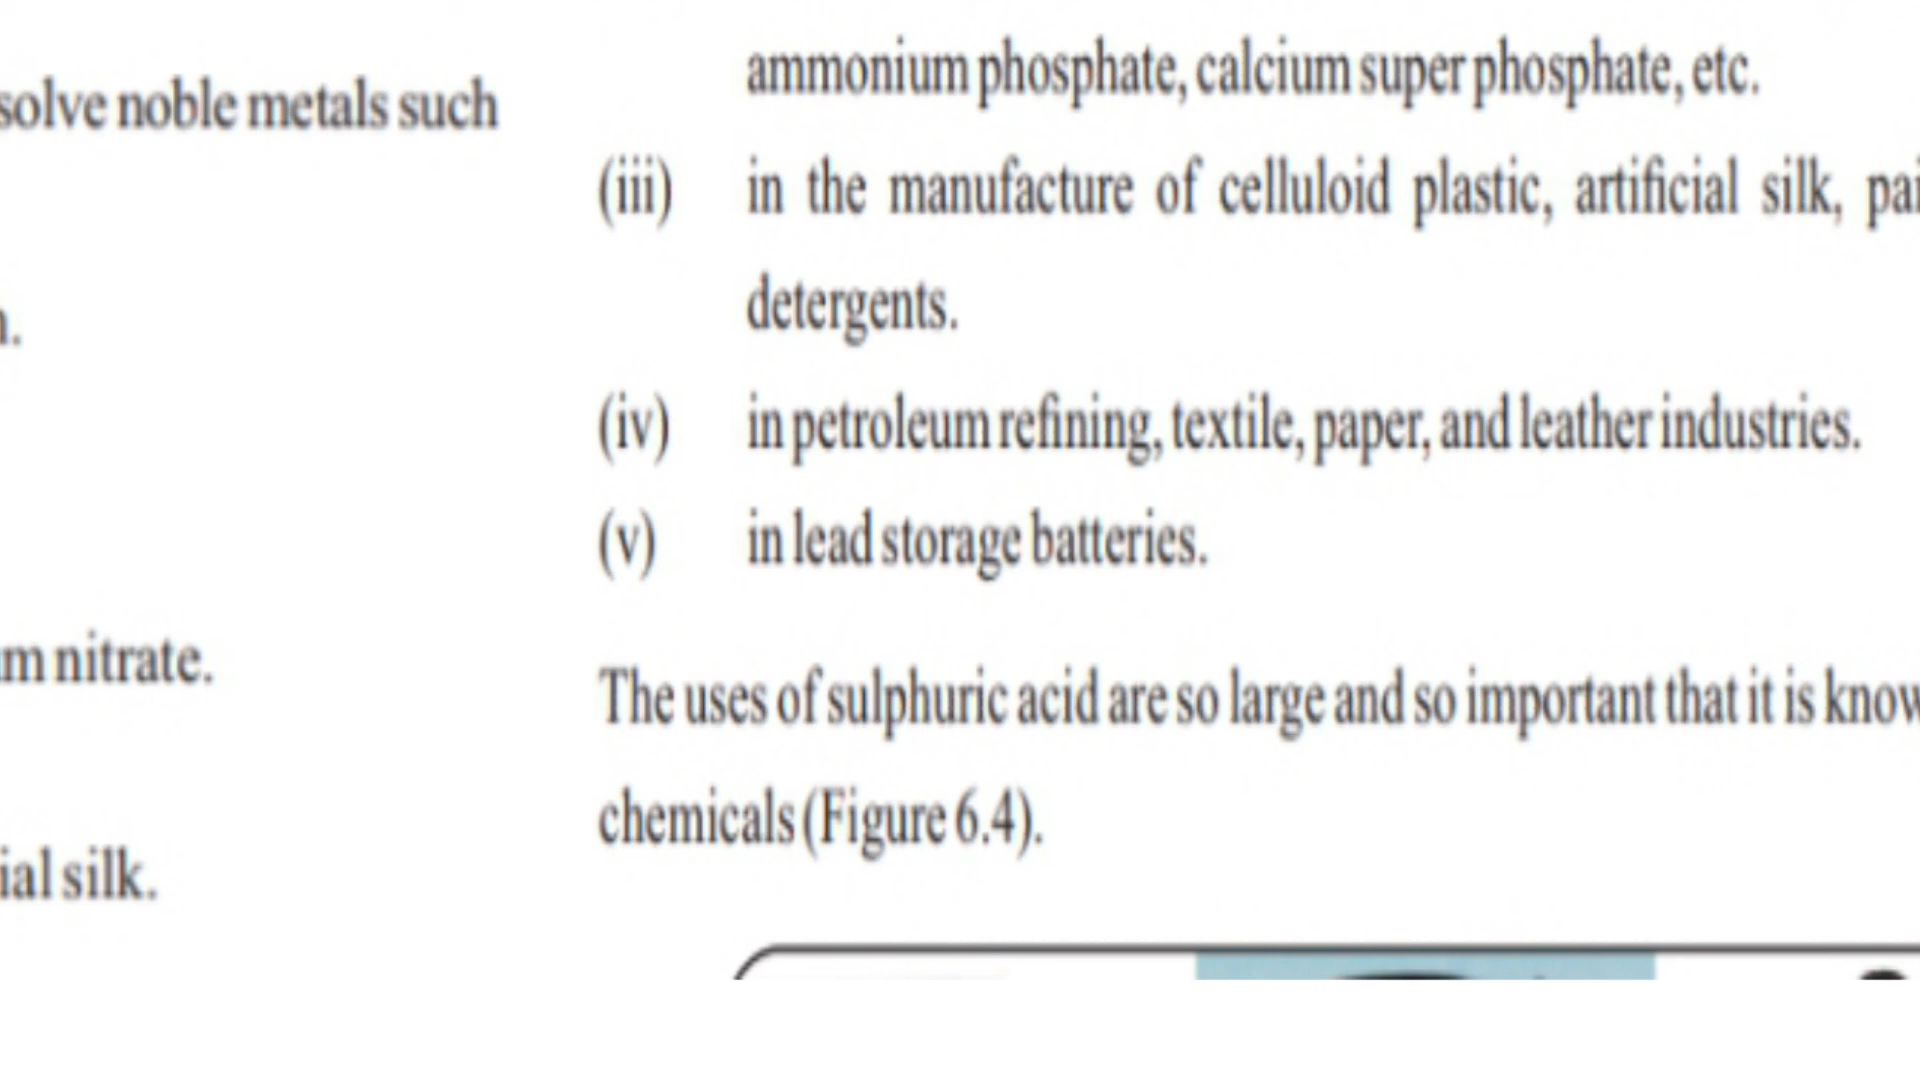 solve noble metals such
nitrate.
silk.
ammonium phosphate, calcium super phosphate, etc.
(iii) in the manufacture of celluloid plastic, artificial silk,
detergents.
(iv) in petroleum refining, textile, paper, and leather industries.
(v) in lead storage batteries.
The uses of sulphuric acid are so large and so important that it is
chemicals (Figure 6.4).